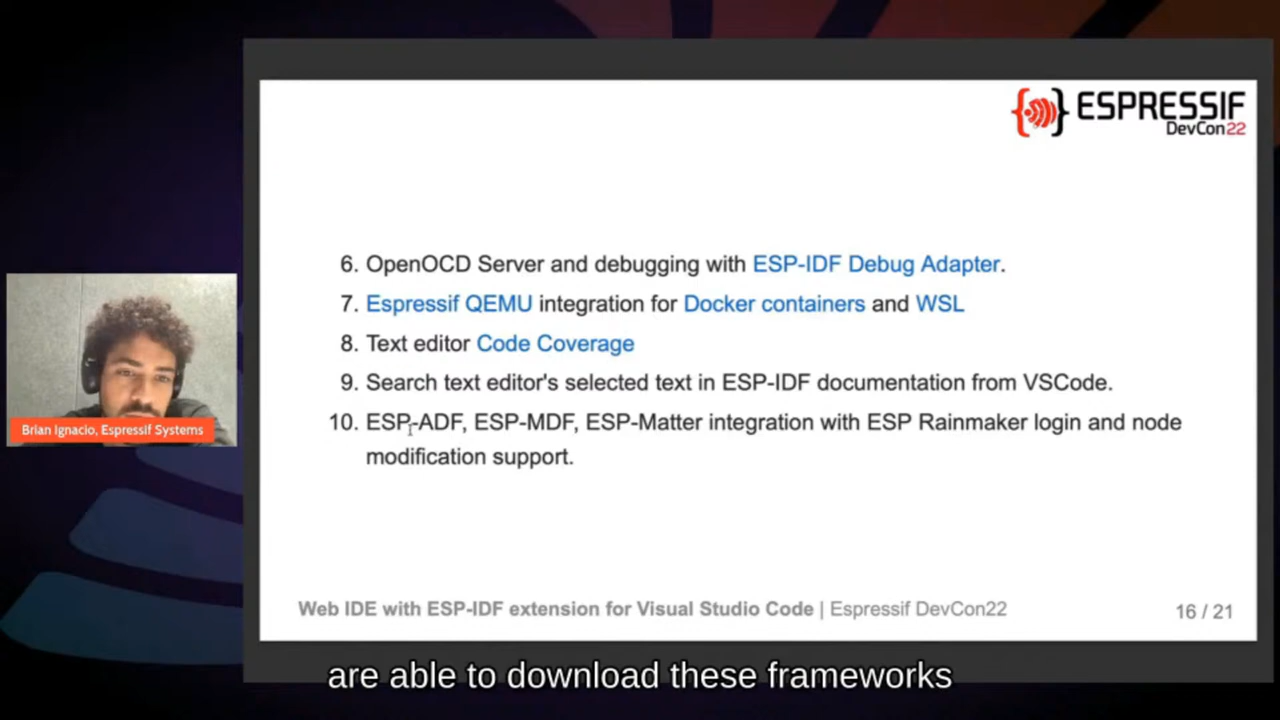 ESPRESSIF
DevCon22
6. OpenOCD Server and debugging with ESP-IDF Debug Adapter.
7. Espressif QEMU integration for Docker containers and WSL
8. Text editor Code Coverage
9. Search text editor's selected text in ESP-IDF documentation from VSCode.
10. ESP-ADF, ESP-MDF, ESP-Matter integration with ESP Rainmaker login and node
modification support.
Brian Ignacio, Espressif Systems
Web IDE with ESP-IDF extension for Visual Studio Code | Espressif DevCon22
16 / 21
are able to download these frameworks